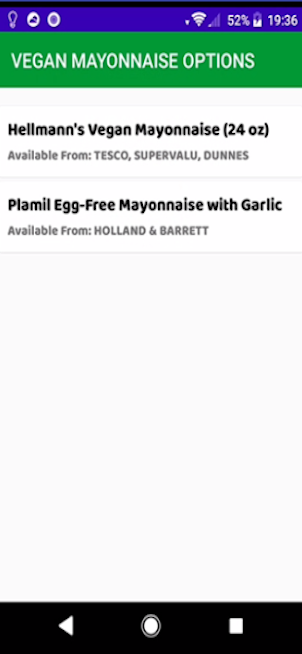 52% 19:36
VEGAN MAYONNAISE OPTIONS
Hellmann's Vegan Mayonnaise (24 oz)
Available From: TESCO, SUPERVALU, DUNNES
Plamil Egg-Free Mayonnaise with Garlic
Available From: HOLLAND & BARRETT